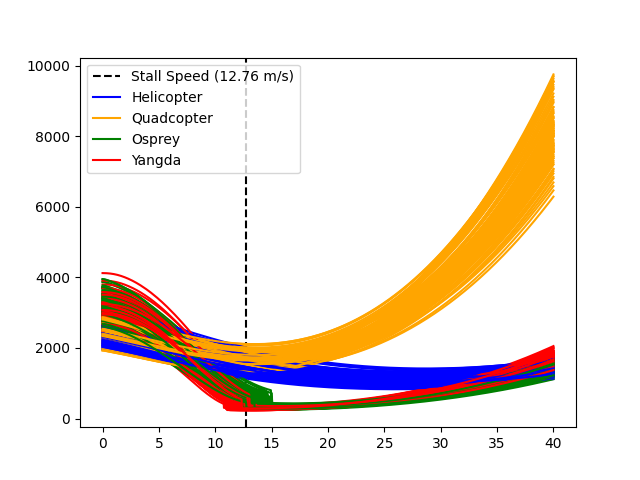 10000
8000
6000
4000
2000
0
Stall Speed (12.76 m/s)
Helicopter
Quadcopter
Osprey
Yangda
0 5 10 15 20 25 30 35 40